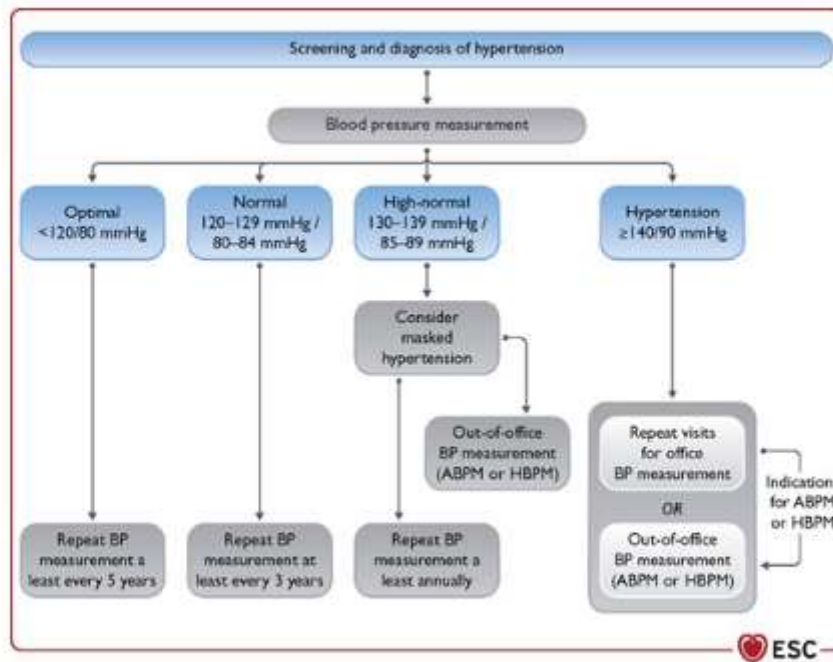 Screening and diagnosis of hypertension
Blood pressure measurement
Optimal
<120/80 mmHg
Normal
120–129 mmHg /
80–84 mmHg
High-normal
130–139 mmHg /
85–89 mmHg
Hypertension
≥140/90 mmHg
Consider
masked
hypertension
Out-of-office
BP measurement
(ABPM or HBPM)
Repeat visits
for office
BP measurement
OR
Out-of-office
BP measurement
(ABPM or HBPM)
Indication
for ABPM
or HBPM
Repeat BP
measurement a
least every 5 years
Repeat BP
measurement at
least every 3 years
Repeat BP
measurement a
least annually
ESC